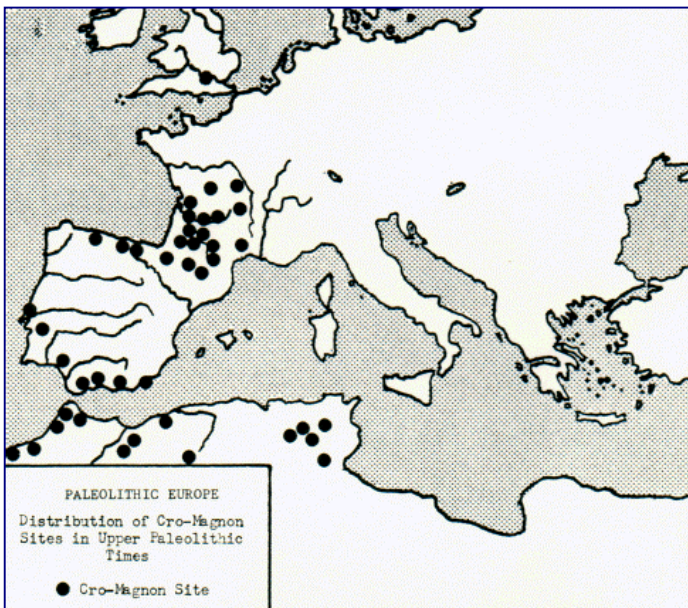 PALEOLITHIC EUROPE
Distribution of Cro-Magnon
Sites in Upper Paleolithic
Times
Cro-Magnon Site